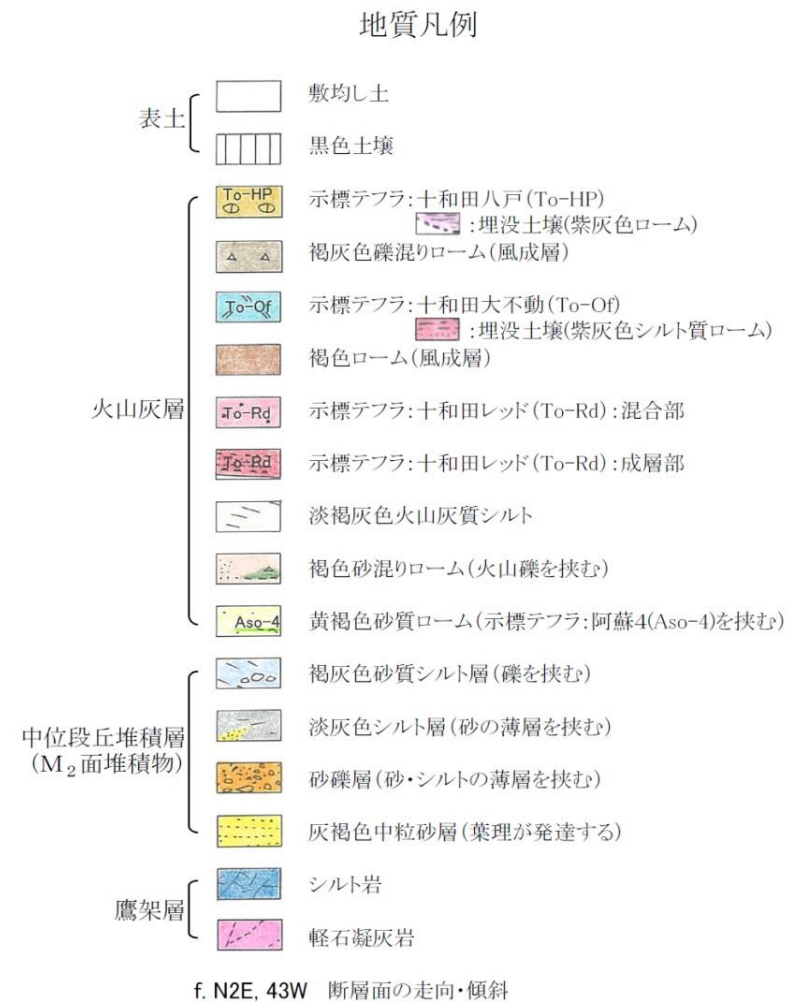 地質凡例
表土
敷均し土
黒色土壌
火山灰層
To-HP
示標テフラ:十和田八戸(To-HP)
:埋没土壌(紫灰色ローム)
褐灰色礫混りローム(風成層)
To-Of
示標テフラ:十和田大不動(To-Of)
:埋没土壌(紫灰色シルト質ローム)
褐色ローム(風成層)
To-Rd
示標テフラ:十和田レッド(To-Rd):混合部
To-Rd
示標テフラ:十和田レッド(To-Rd):成層部
淡褐灰色火山灰質シルト
褐色砂混りローム(火山礫を挟む)
Aso-4
黄褐色砂質ローム(示標テフラ:阿蘇4(Aso-4)を挟む)
中位段丘堆積層
(M₂面堆積物)
褐灰色砂質シルト層(礫を挟む)
淡灰色シルト層(砂の薄層を挟む)
砂礫層(砂・シルトの薄層を挟む)
灰褐色中粒砂層(葉理が発達する)
鷹架層
シルト岩
軽石凝灰岩
f. N2E, 43W 断層面の走向・傾斜